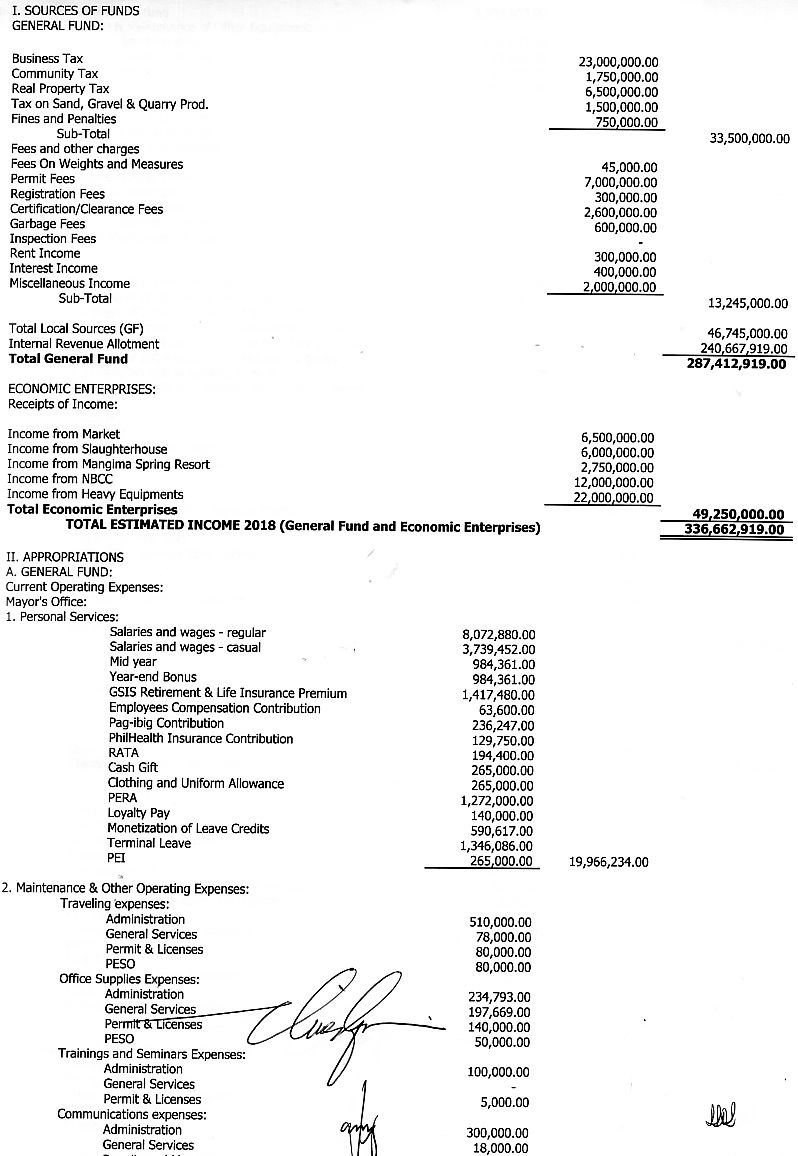 I. SOURCES OF FUNDS
GENERAL FUND:
Business Tax 23,000,000.00
Community Tax 1,750,000.00
Real Property Tax 6,500,000.00
Tax on Sand, Gravel & Quarry Prod. 1,500,000.00
Fines and Penalties 750,000.00
Sub-Total 33,500,000.00
Fees and other charges
Fees On Weights and Measures 45,000.00
Permit Fees 7,000,000.00
Registration Fees 300,000.00
Certification/Clearance Fees 2,600,000.00
Garbage Fees 600,000.00
Inspection Fees -
Rent Income 300,000.00
Interest Income 400,000.00
Miscellaneous Income 2,000,000.00
Sub-Total 13,245,000.00
Total Local Sources (GF) 46,745,000.00
Internal Revenue Allotment 240,667,919.00
Total General Fund 287,412,919.00
ECONOMIC ENTERPRISES:
Receipts of Income:
Income from Market 6,500,000.00
Income from Slaughterhouse 6,000,000.00
Income from Mangima Spring Resort 2,750,000.00
Income from NBCC 12,000,000.00
Income from Heavy Equipments 22,000,000.00
Total Economic Enterprises 49,250,000.00
TOTAL ESTIMATED INCOME 2018 (General Fund and Economic Enterprises) 336,662,919.00
II. APPROPRIATIONS
A. GENERAL FUND:
Current Operating Expenses:
Mayor's Office:
1. Personal Services:
Salaries and wages - regular 8,072,880.00
Salaries and wages - casual 3,739,452.00
Mid year 984,361.00
Year-end Bonus 984,361.00
GSIS Retirement & Life Insurance Premium 1,417,480.00
Employees Compensation Contribution 63,600.00
Pag-ibig Contribution 236,247.00
PhilHealth Insurance Contribution 129,750.00
RATA 194,400.00
Cash Gift 265,000.00
Clothing and Uniform Allowance 265,000.00
PERA 1,272,000.00
Loyalty Pay 140,000.00
Monetization of Leave Credits 590,617.00
Terminal Leave 1,346,086.00
PEI 265,000.00 19,966,234.00
2. Maintenance & Other Operating Expenses:
Traveling expenses:
Administration 510,000.00
General Services 78,000.00
Permit & Licenses 80,000.00
PESO 80,000.00
Office Supplies Expenses:
Administration 234,793.00
General Services 197,669.00
Permit & Licenses 140,000.00
PESO 50,000.00
Trainings and Seminars Expenses:
Administration 100,000.00
General Services -
Permit & Licenses 5,000.00
Communications expenses:
Administration 300,000.00
General Services 18,000.00